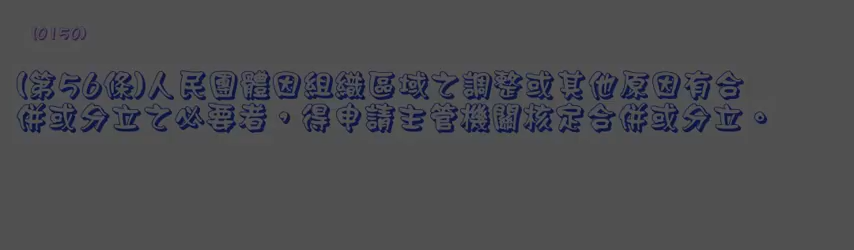 (0150)
(第56條)人民團體因組織區域之調整或其他原因有合
併或分立之必要者，得申請主管機關核定合併或分立。